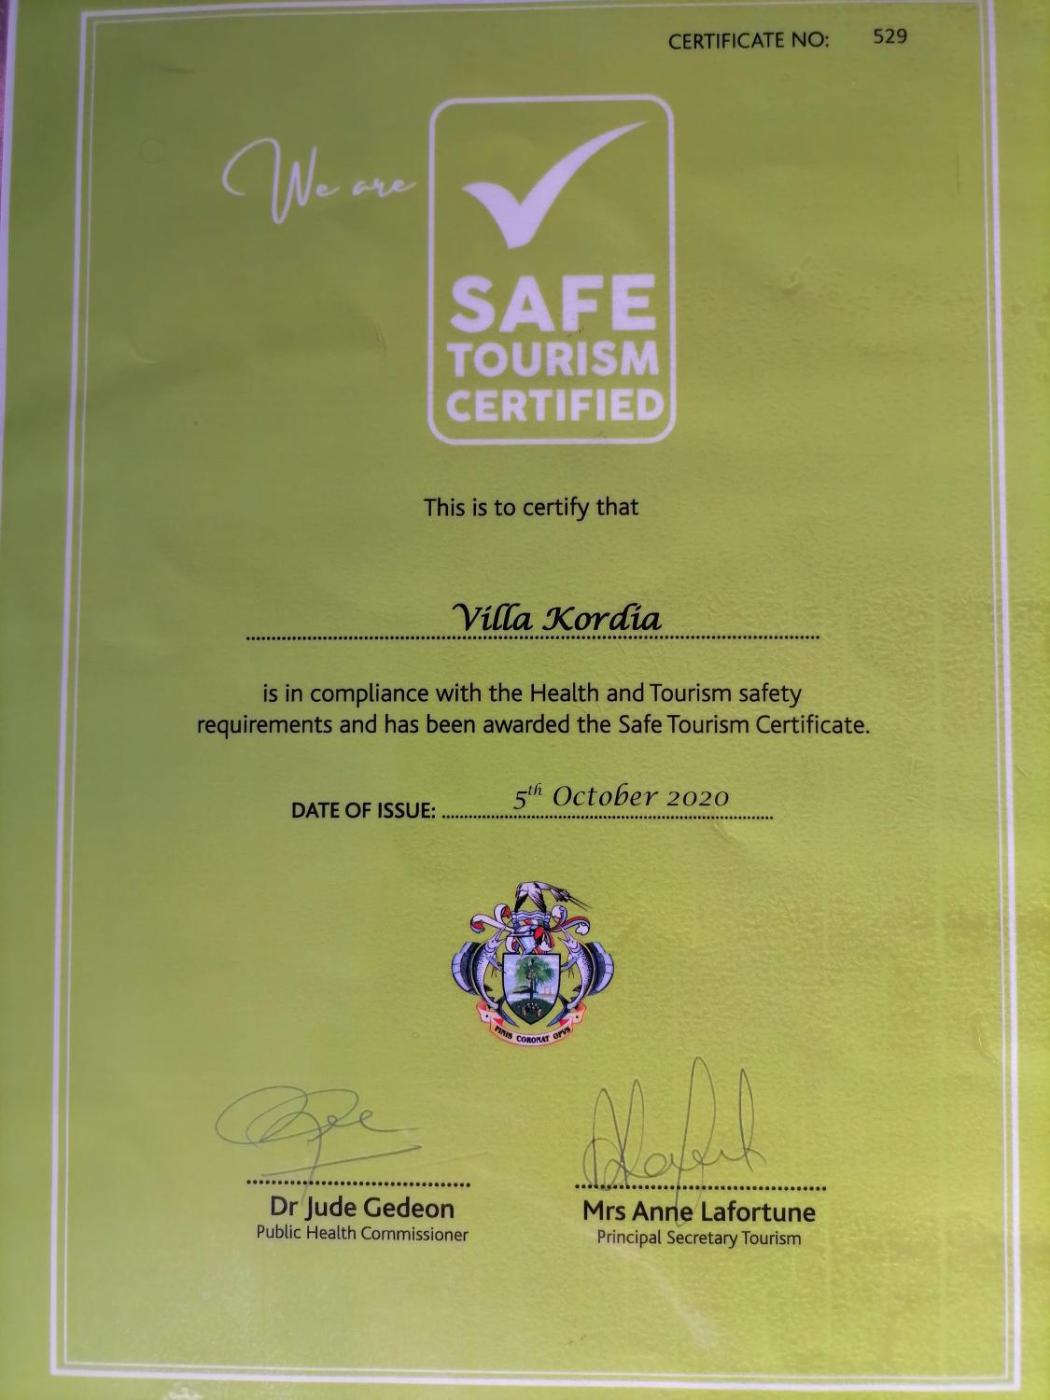 CERTIFICATE NO: 529
We are
SAFE
TOURISM
CERTIFIED
This is to certify that
Villa Kordia
is in compliance with the Health and Tourism safety
requirements and has been awarded the Safe Tourism Certificate.
DATE OF ISSUE: 5th October 2020
FINIS CORONAT OPVS
Dr Jude Gedeon
Public Health Commissioner
Mrs Anne Lafortune
Principal Secretary Tourism